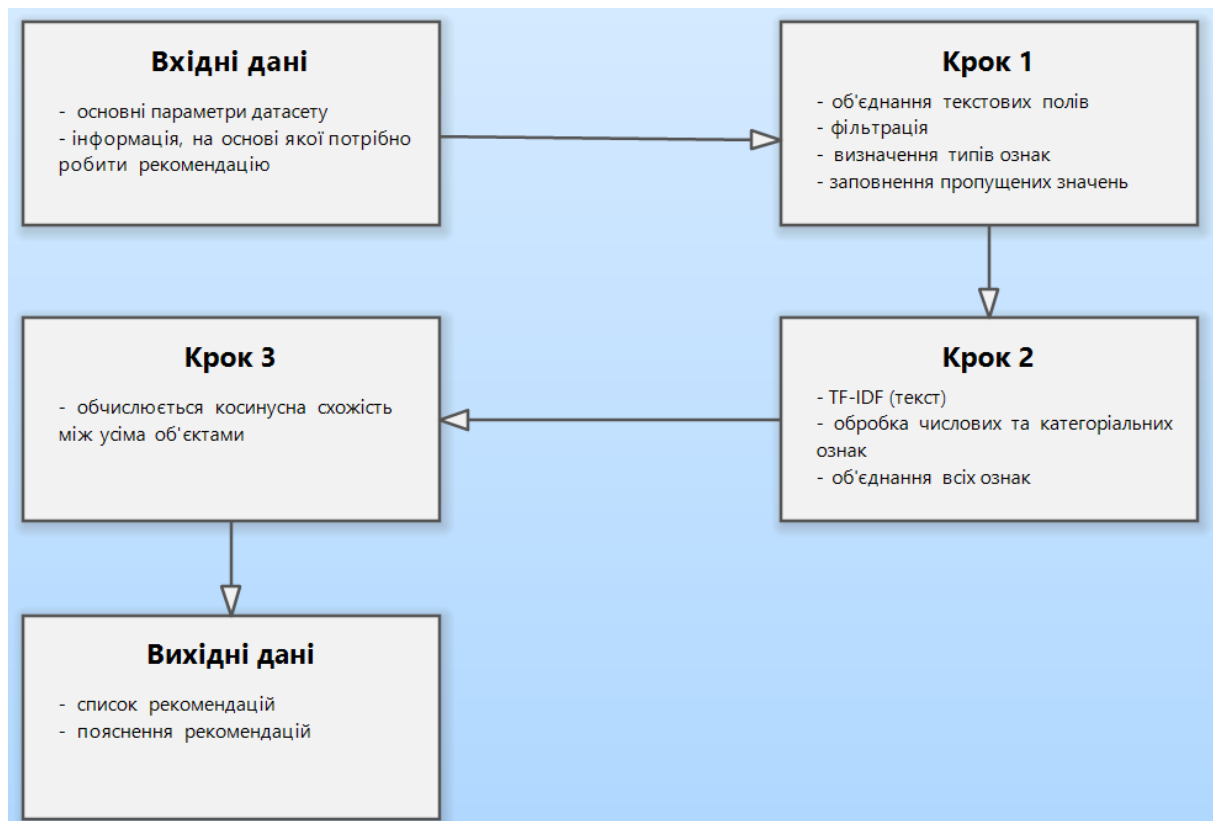 Вхідні дані
- основні параметри датасету
- інформація, на основі якої потрібно
робити рекомендацію
Крок 1
- об'єднання текстових полів
- фільтрація
- визначення типів ознак
- заповнення пропущених значень
Крок 2
- TF-IDF (текст)
- обробка числових та категоріальних
ознак
- об'єднання всіх ознак
Крок 3
- обчислюється косинусна схожість
між усіма об'єктами
Вихідні дані
- список рекомендацій
- пояснення рекомендацій